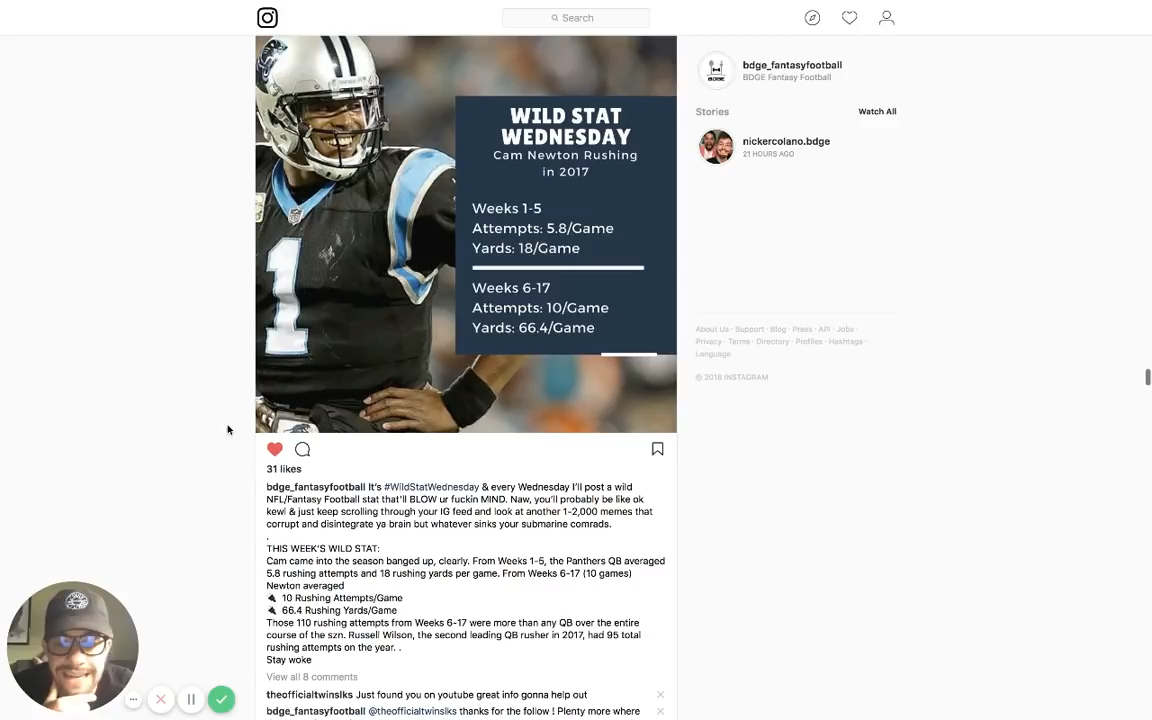 Search
WILD STAT
WEDNESDAY
Cam Newton Rushing
in 2017
Weeks 1-5
Attempts: 5.8/Game
Yards: 18/Game
Weeks 6-17
Attempts: 10/Game
Yards: 66.4/Game
1
31 likes
bdge_fantasyfootball It's #WildStatWednesday & every Wednesday I'll post a wild
NFL/Fantasy Football stat that'll BLOW ur fuckin MIND. Naw, you'll probably be like ok
kewl & just keep scrolling through your IG feed and look at another 1-2,000 memes that
corrupt and disintegrate ya brain but whatever sinks your submarine comrads.
.
THIS WEEK'S WILD STAT:
Cam came into the season banged up, clearly. From Weeks 1-5, the Panthers QB averaged
5.8 rushing attempts and 18 rushing yards per game. From Weeks 6-17 (10 games)
Newton averaged
10 Rushing Attempts/Game
66.4 Rushing Yards/Game
Those 110 rushing attempts from Weeks 6-17 were more than any QB over the entire
course of the szn. Russell Wilson, the second leading QB rusher in 2017, had 95 total
rushing attempts on the year. .
Stay woke
View all 8 comments
theofficialtwinslks Just found you on youtube great info gonna help out
bdge_fantasyfootball @theofficialtwinslks thanks for the follow ! Plenty more where
bdge_fantasyfootball
BDGE Fantasy Football
Stories
Watch All
nickercolano.bdge
21 HOURS AGO
About Us · Support · Blog · Press · API · Jobs ·
Privacy · Terms · Directory · Profiles · Hashtags ·
Language
© 2018 INSTAGRAM